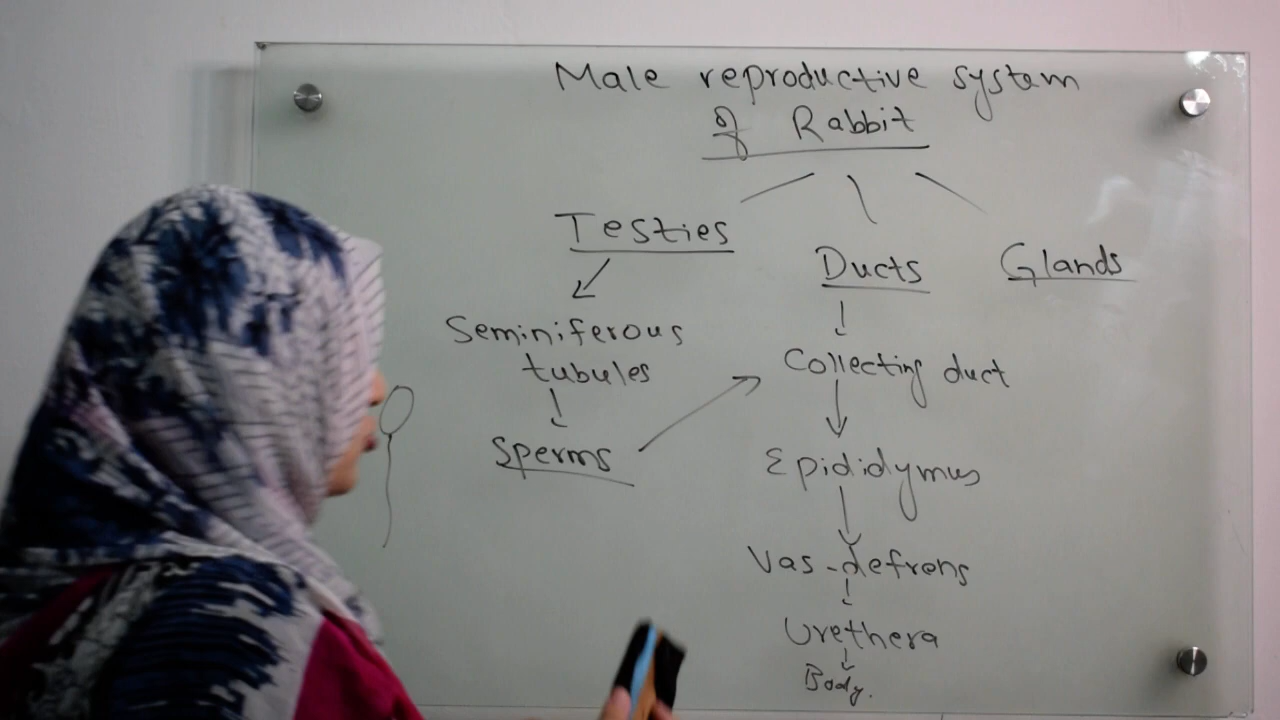 Male reproductive system
of Rabbit
Testies
Ducts
Glands
Seminiferous
tubules
Sperms
Collecting duct
Epididymus
Vas-defrens
Urethera
Body.